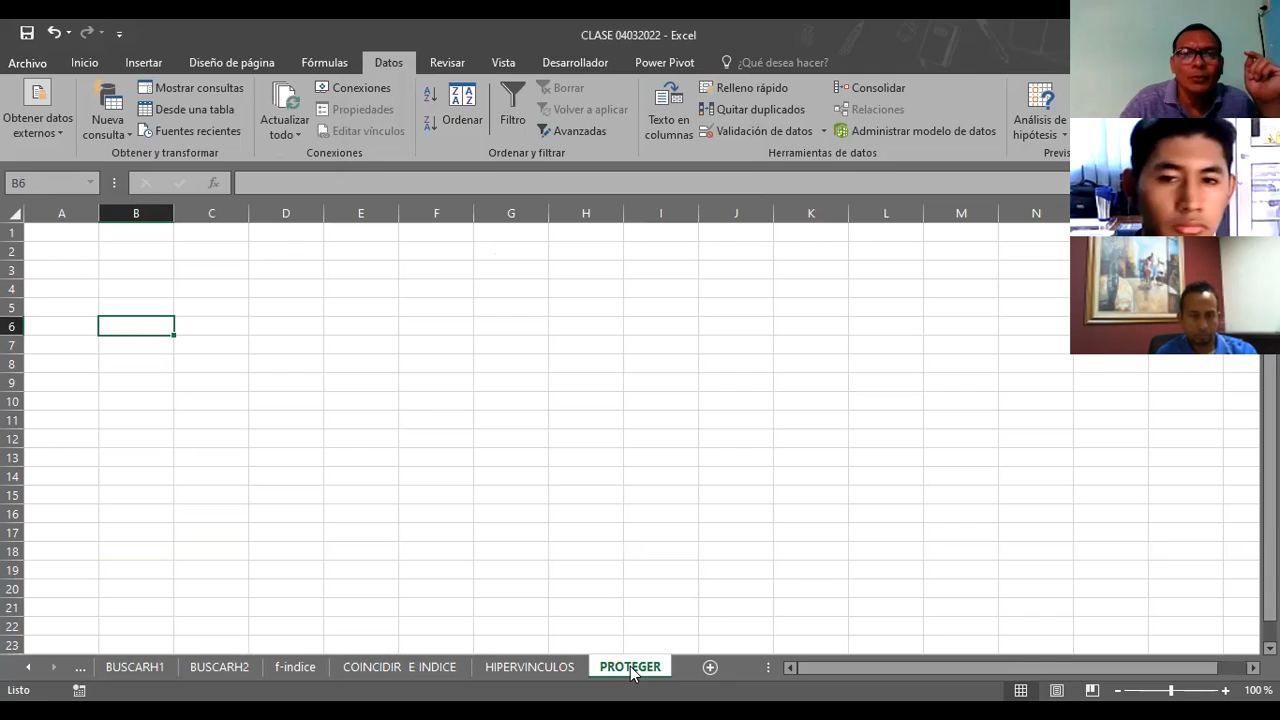 CLASE 04032022 - Excel
Archivo Inicio Insertar Diseño de página Fórmulas Datos Revisar Vista Desarrollador Power Pivot ¿Qué desea hacer?
Obtener datos externos
Nueva consulta
Mostrar consultas
Desde una tabla
Fuentes recientes
Obtener y transformar
Actualizar todo
Conexiones
Propiedades
Editar vínculos
Conexiones
Ordenar
Filtro
Borrar
Volver a aplicar
Avanzadas
Ordenar y filtrar
Texto en columnas
Relleno rápido
Quitar duplicados
Validación de datos
Consolidar
Relaciones
Administrar modelo de datos
Herramientas de datos
Análisis de hipótesis
Previs
B6 fx
A B C D E F G H I J K L M N
1
2
3
4
5
6
7
8
9
10
11
12
13
14
15
16
17
18
19
20
21
22
23
... BUSCARH1 BUSCARH2 f-indice COINCIDIR E INDICE HIPERVINCULOS PROTEGER
Listo 100 %